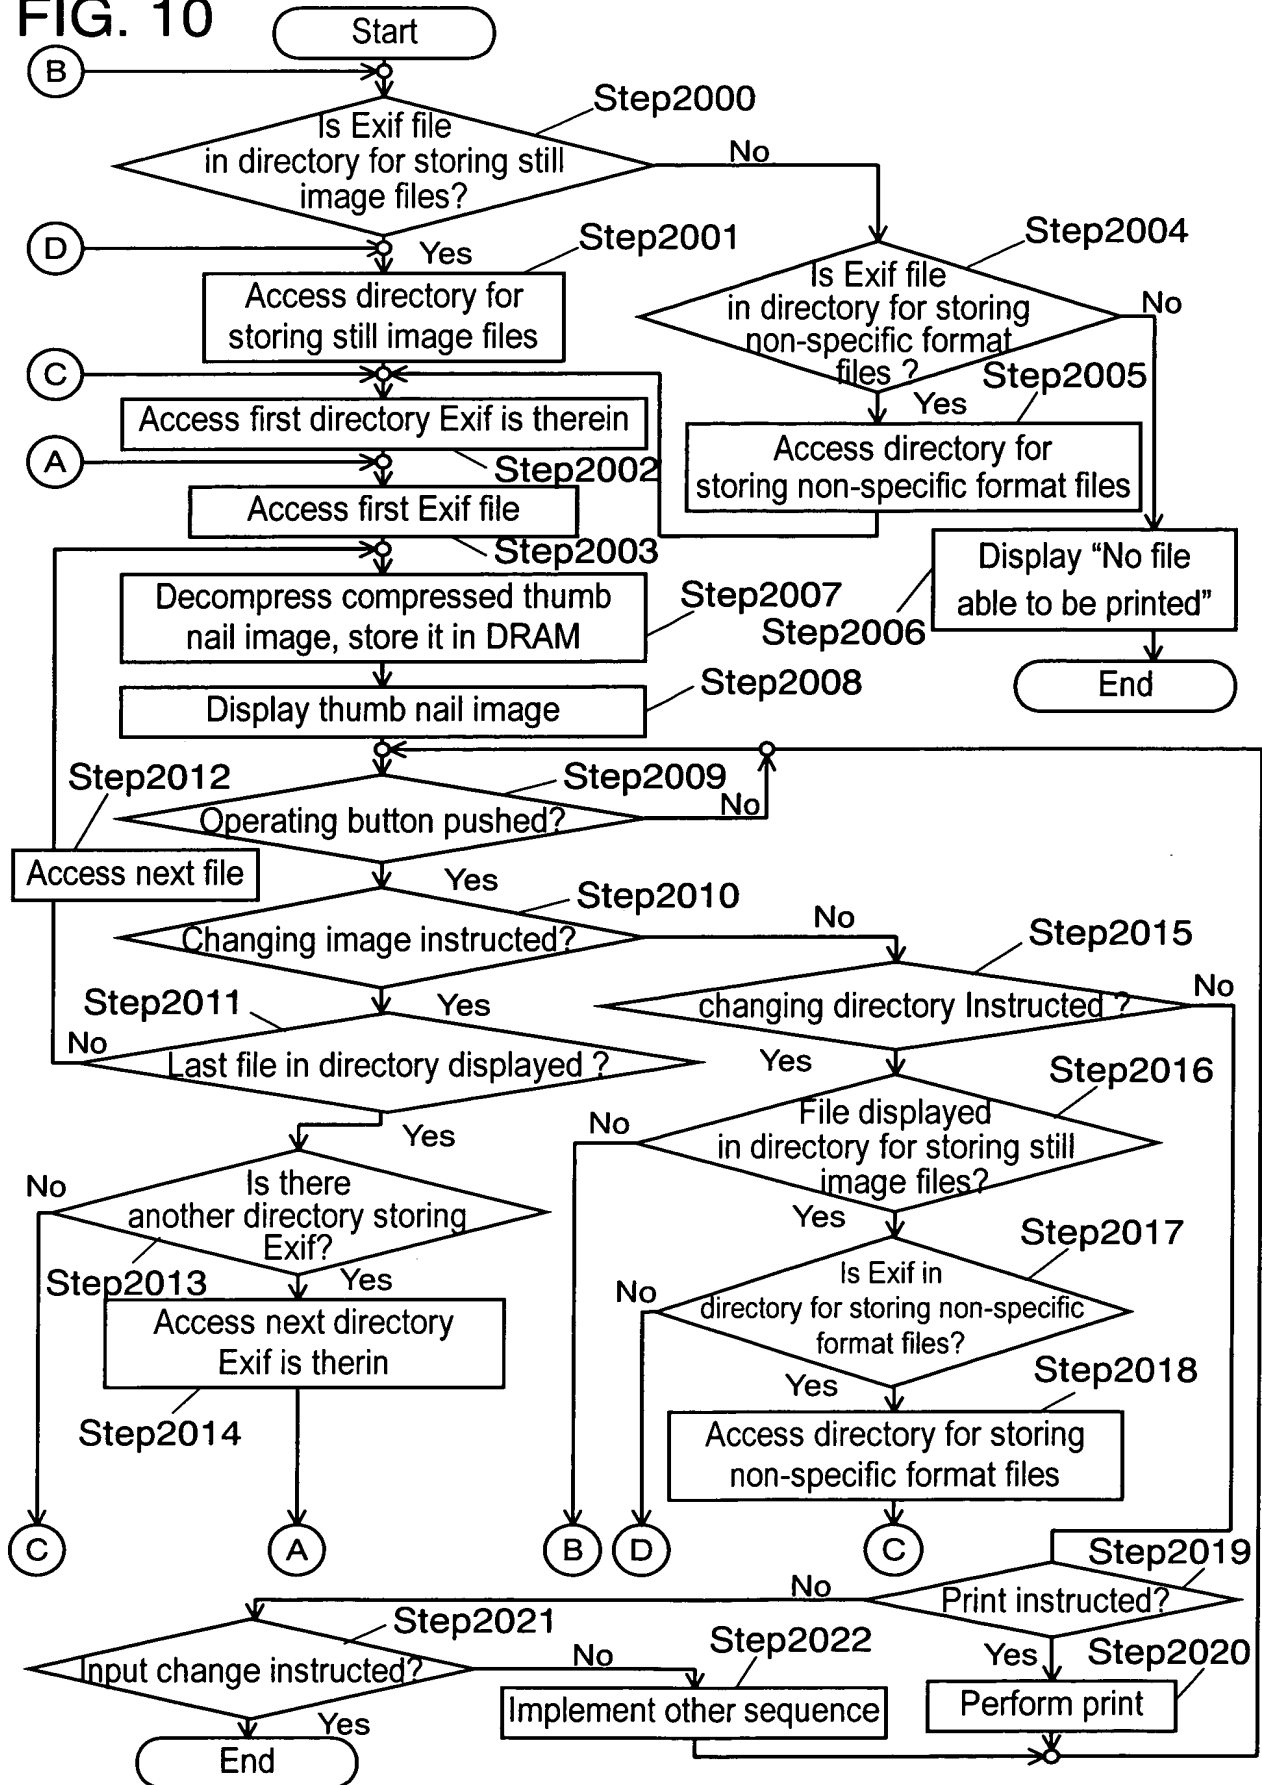 FIG. 10
Start
B
Step2000
Is Exif file
in directory for storing still
image files?
No
D
Yes
Step2001
Step2004
Access directory for
storing still image files
Is Exif file
in directory for storing
non-specific format
files ?
No
C
Step2005
Yes
Access first directory Exif is therein
Access directory for
storing non-specific format files
A
Step2002
Access first Exif file
Step2003
Display “No file
able to be printed”
Step2006
End
Decompress compressed thumb
nail image, store it in DRAM
Step2007
Display thumb nail image
Step2008
Step2012
Step2009
Operating button pushed?
No
Access next file
Yes
Step2010
Changing image instructed?
No
Step2015
Step2011
Yes
changing directory Instructed ?
No
No
Last file in directory displayed ?
Yes
Step2016
Yes
File displayed
in directory for storing still
image files?
No
No
Is there
another directory storing
Exif?
Yes
Step2017
Step2013
Yes
Is Exif in
directory for storing non-specific
format files?
No
Access next directory
Exif is therin
Yes
Step2018
Step2014
Access directory for storing
non-specific format files
C
A
B
D
C
Step2019
No
Print instructed?
Step2021
Input change instructed?
No
Step2022
Yes
Step2020
Implement other sequence
Perform print
Yes
End